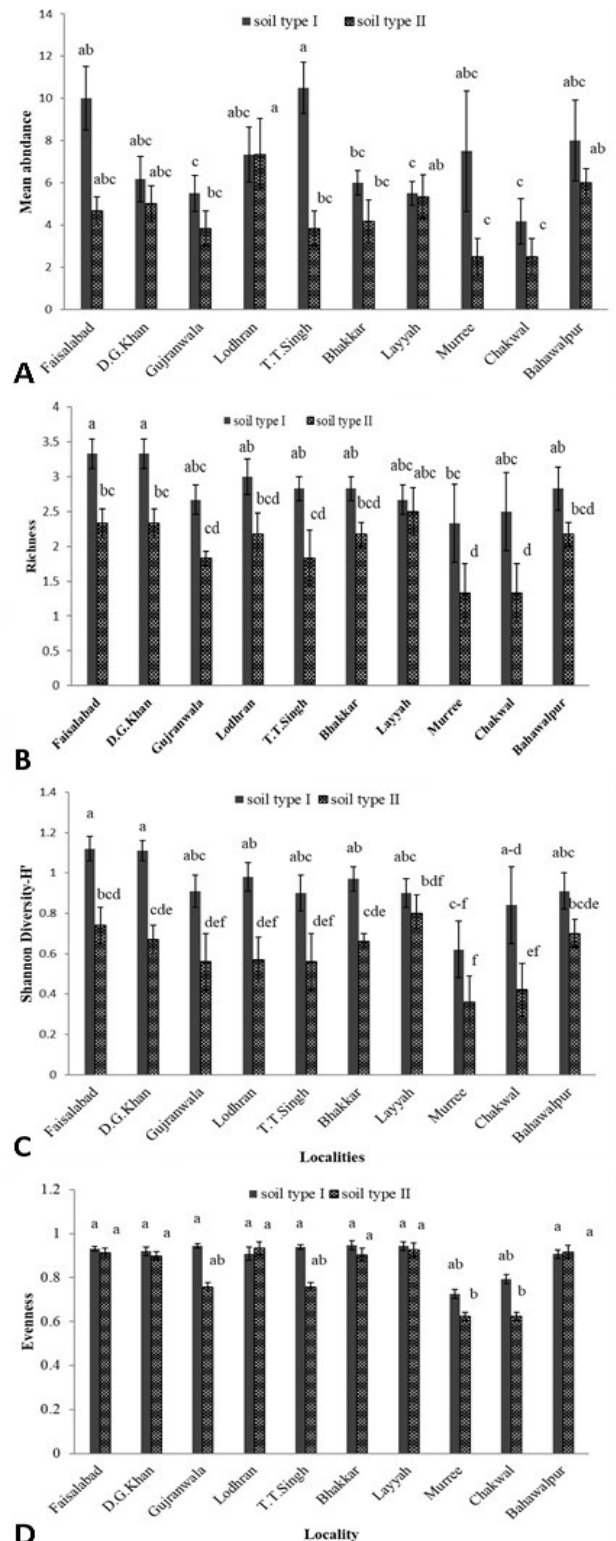 soil type I soil type II
Mean abndance
14
12
10
8
6
4
2
0
ab abc abc abc c bc abc a a bc bc bc c ab abc c c c abc ab
Faisalabad D.G.Khan Gujranwala Lodhran T.T.Singh Bhakkar Layyah Murree Chakwal Bahawalpur
A
soil type I soil type II
Richness
4
3.5
3
2.5
2
1.5
1
0.5
0
a bc a bc abc cd ab bcd ab cd ab bcd abc abc bc d abc d ab bcd
Faisalabad D.G.Khan Gujranwala Lodhran T.T.Singh Bhakkar Layyah Murree Chakwal Bahawalpur
B
soil type I soil type II
Shannon Diversity-H'
1.4
1.2
1
0.8
0.6
0.4
0.2
0
a bcd a cde abc def ab def abc def ab cde abc bdf c-f f a-d ef abc bcde
Faisalabad D.G.Khan Gujranwala Lodhran T.T.Singh Bhakkar Layyah Murree Chakwal Bahawalpur
C
Localities
soil type I soil type II
Evenness
1.2
1
0.8
0.6
0.4
0.2
0
a a a a a ab a a a ab a a a a ab b ab b a a
Faisalabad D.G.Khan Gujranwala Lodhran T.T.Singh Bhakkar Layyah Murree Chakwal Bahawalpur
D
Locality